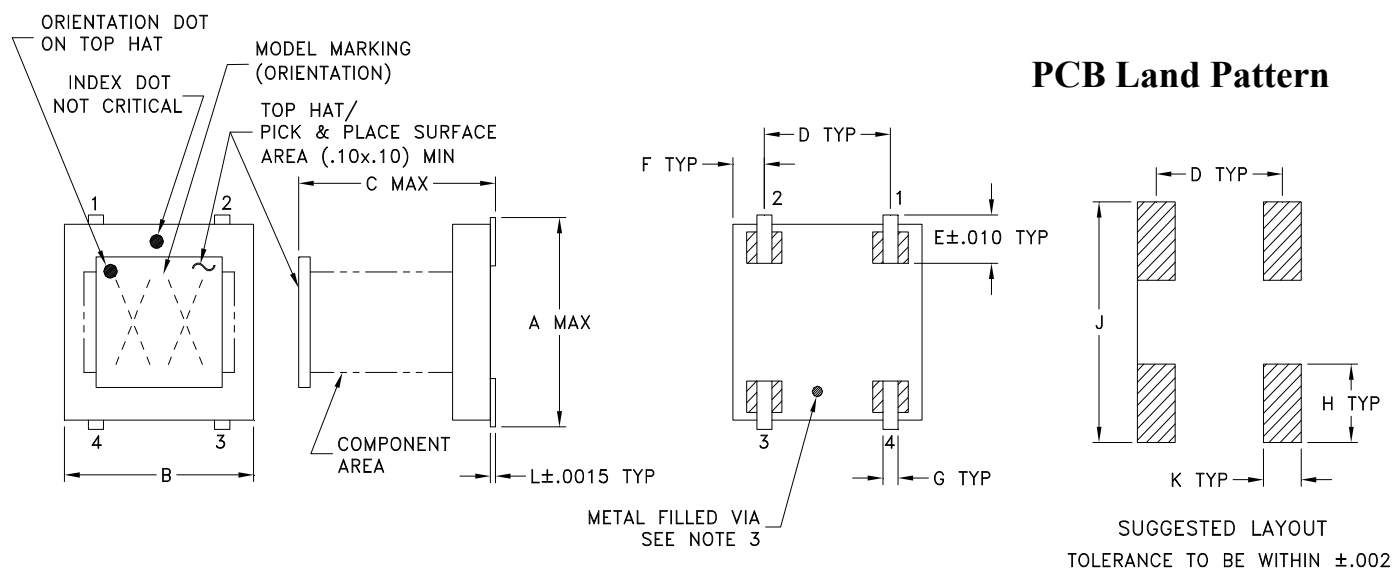 ORIENTATION DOT
ON TOP HAT
MODEL MARKING
(ORIENTATION)
INDEX DOT
NOT CRITICAL
TOP HAT/
PICK & PLACE SURFACE
AREA (.10x.10) MIN
C MAX
1
2
4
3
B
A MAX
COMPONENT
AREA
L±.0015 TYP
D TYP
F TYP
2
1
E±.010 TYP
3
4
G TYP
METAL FILLED VIA
SEE NOTE 3
PCB Land Pattern
D TYP
J
H TYP
K TYP
SUGGESTED LAYOUT
TOLERANCE TO BE WITHIN ±.002